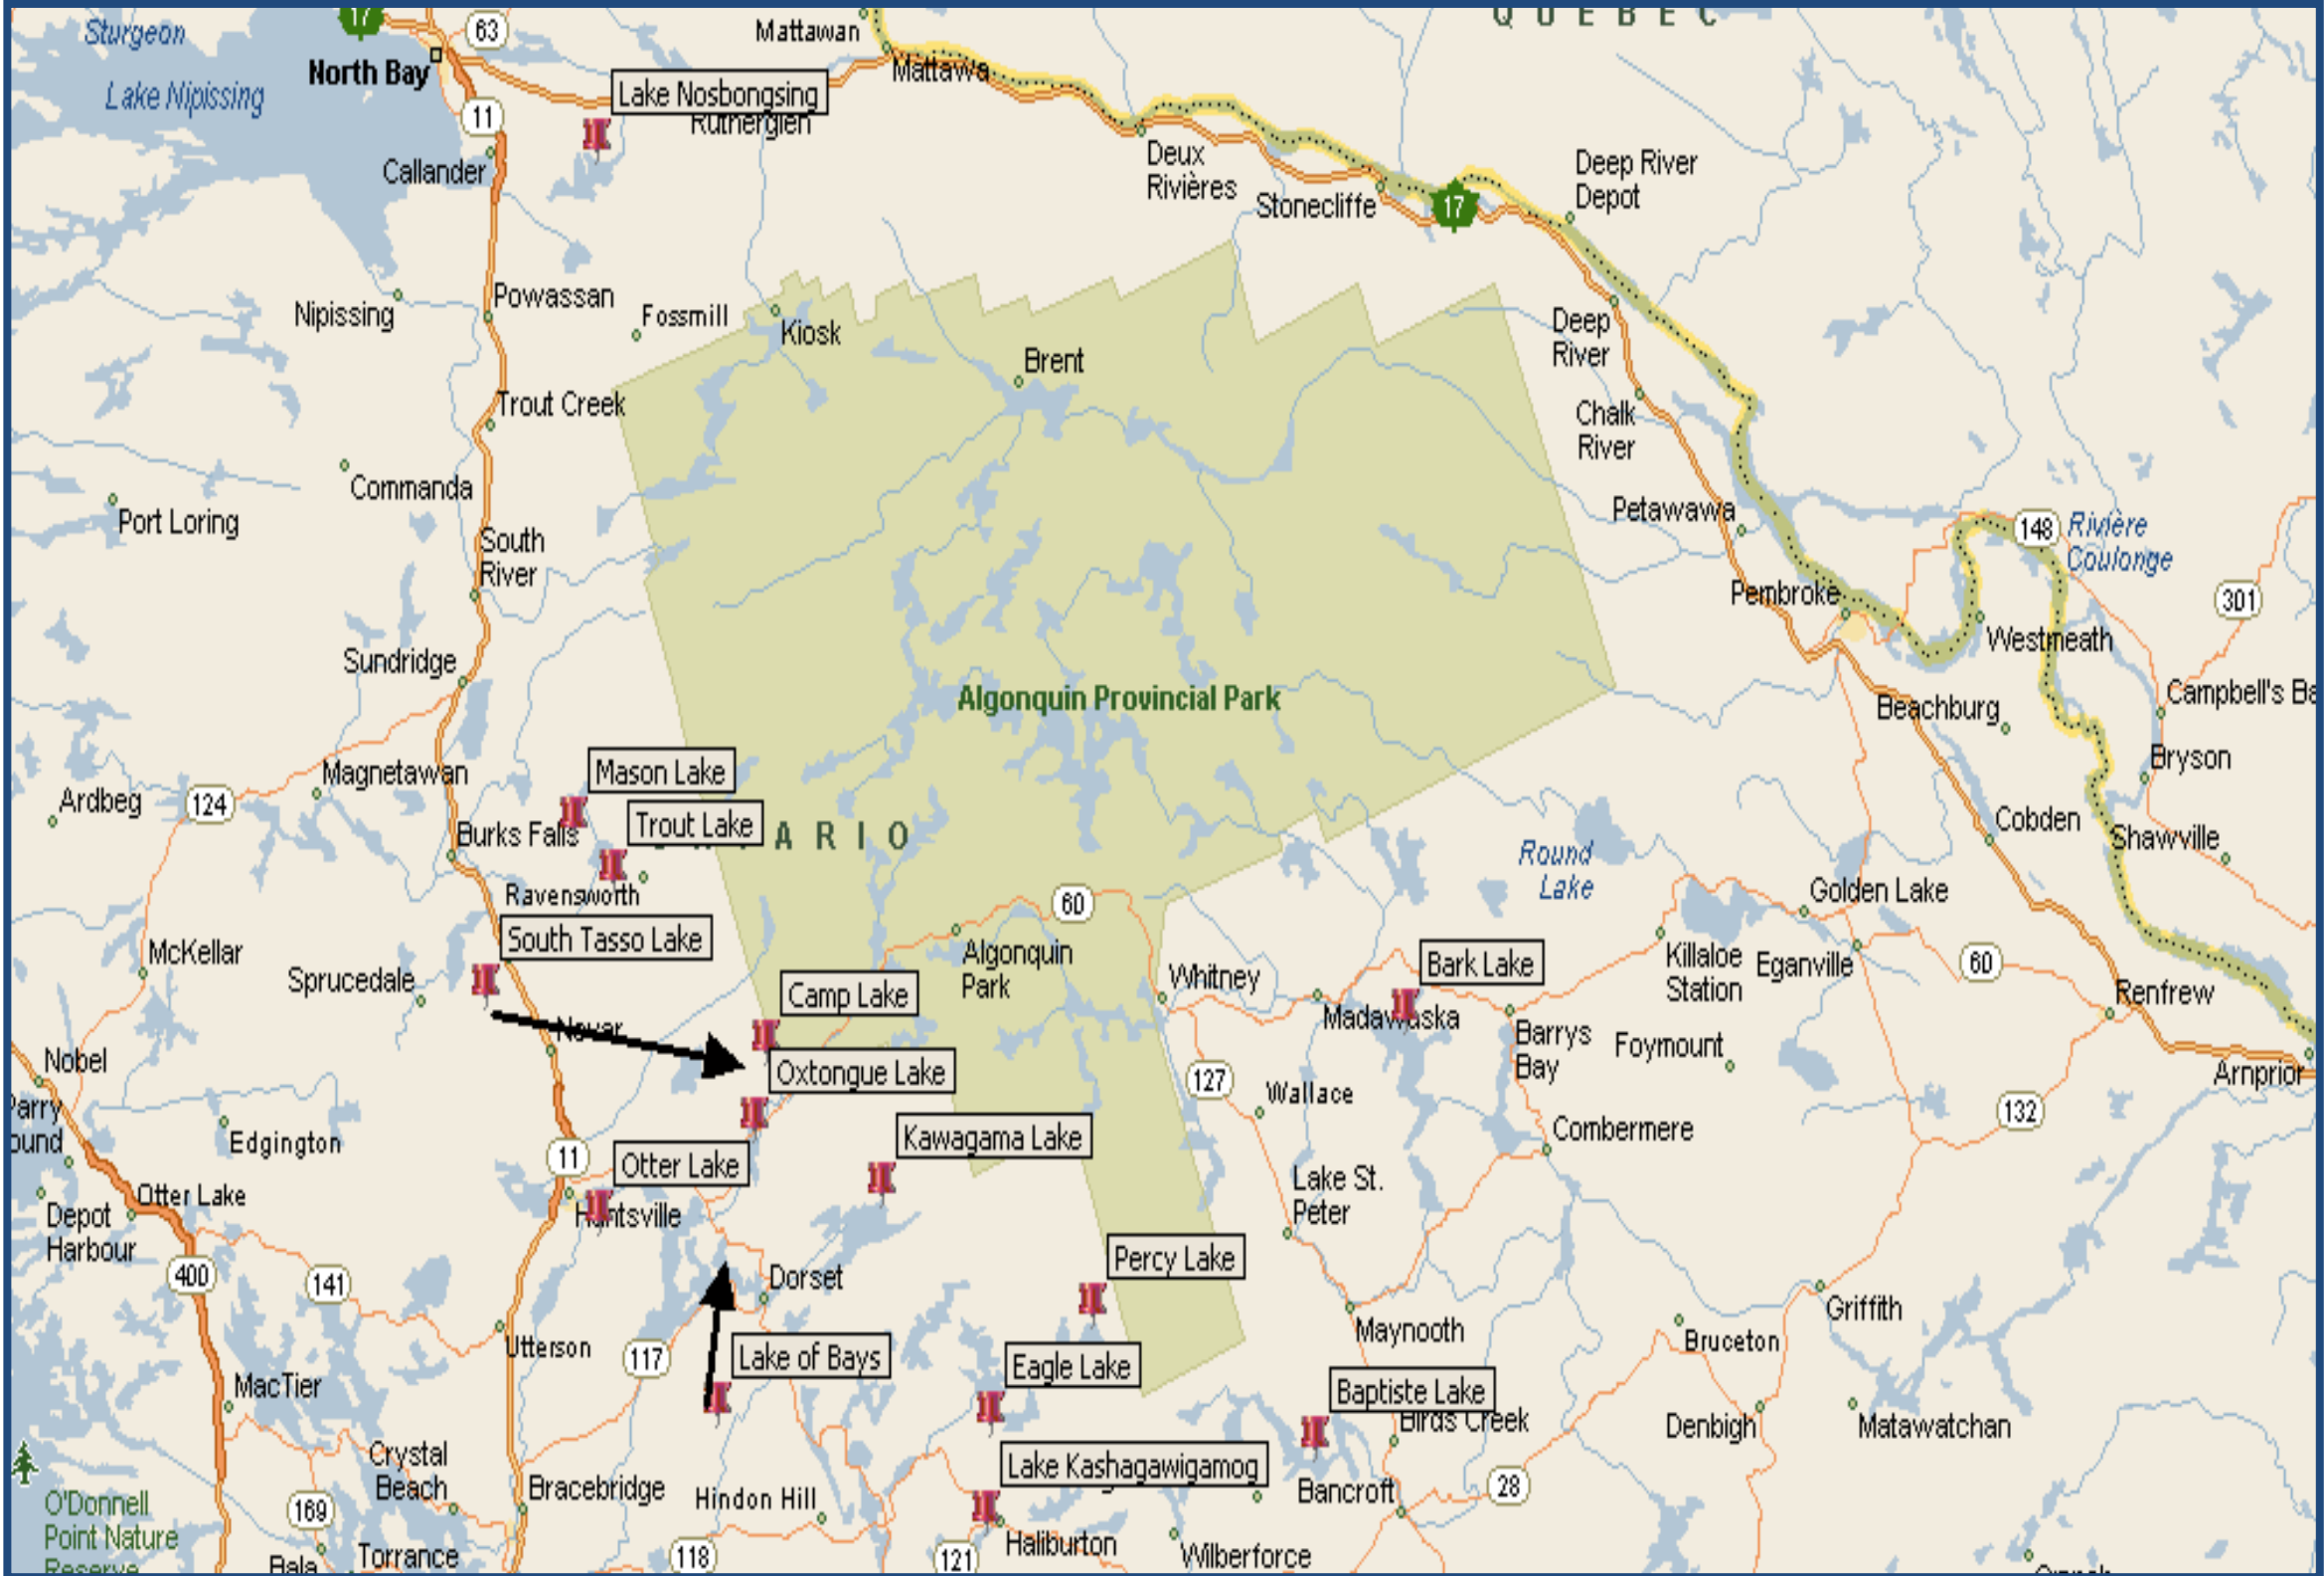 QUEBEC
17
Sturgeon
63
Mattawan
North Bay
Mattawa
Lake Nipissing
Lake Nosbongsing
11
Rutherglen
Callander
Deux
Rivières
Deep River
Depot
Stonecliffe
17
Nipissing
Powassan
Fossmill
Kiosk
Deep
River
Brent
Trout Creek
Chalk
River
Commanda
Port Loring
Petawawa
South
River
148
Rivière
Coulonge
Pembroke
301
Westmeath
Sundridge
Algonquin Provincial Park
Campbell's Ba
Beachburg
Magnetawan
Mason Lake
Bryson
Ardbeg
124
Trout Lake
ARIO
Burks Falls
Cobden
Shawville
Round
Lake
Ravensworth
60
Golden Lake
South Tasso Lake
McKellar
Algonquin
Park
Bark Lake
Killaloe
Station
Eganville
60
Sprucedale
Camp Lake
Whitney
Renfrew
Novar
Madawaska
Barrys
Bay
Foymount
Nobel
Oxtongue Lake
127
Wallace
Arnprior
Parry
ound
Edgington
132
Kawagama Lake
Combermere
11
Otter Lake
Lake St.
Peter
Otter Lake
Huntsville
Depot
Harbour
Percy Lake
400
141
Dorset
Griffith
Maynooth
Bruceton
Utterson
117
Lake of Bays
Eagle Lake
MacTier
Baptiste Lake
Birds Creek
Denbigh
Matawatchan
Crystal
Beach
Lake Kashagawigamog
Bracebridge
Hindon Hill
Bancroft
28
O'Donnell
Point Nature
Reserve
169
Haliburton
Bala
Torrance
118
121
Wilberforce